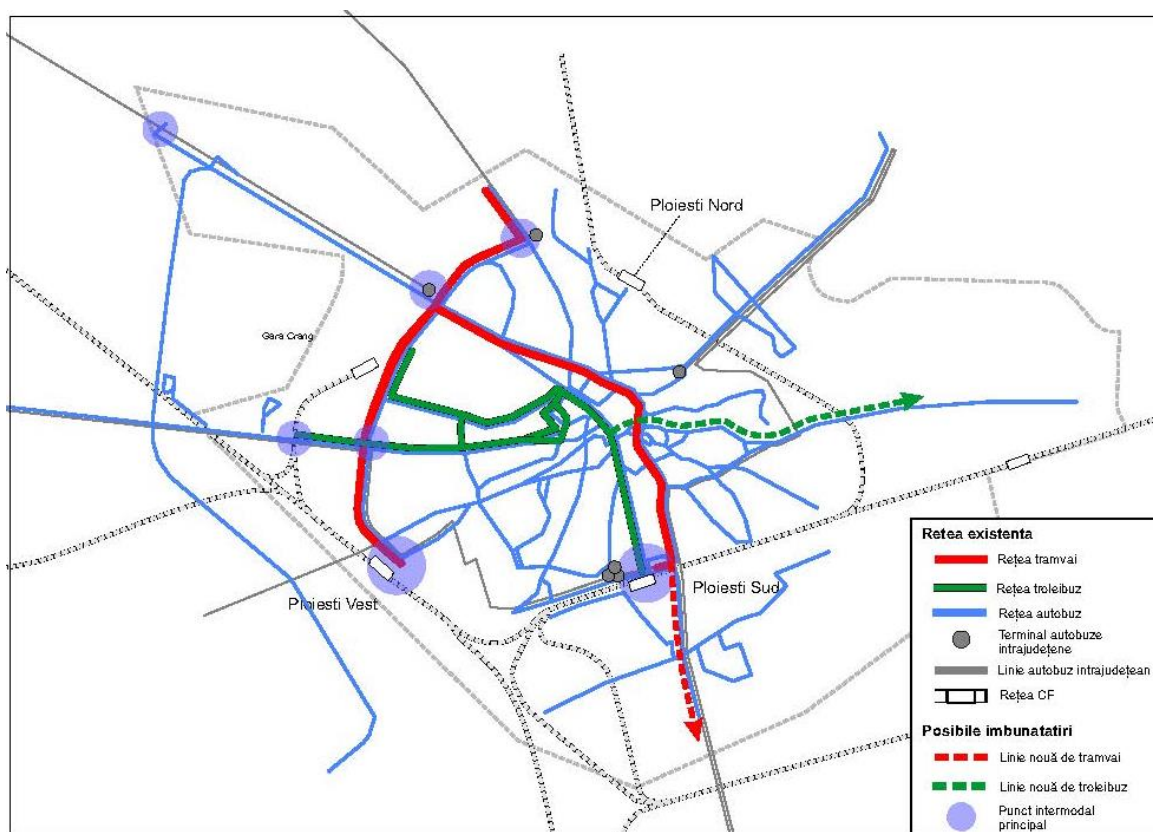 Ploiesti Nord
Gara Crang
Ploiesti Vest
Ploiesti Sud
Retea existenta
Rețea tramvai
Rețea troleibuz
Rețea autobuz
Terminal autobuze
intrajudețene
Linie autobuz intrajudețean
Rețea CF
Posibile imbunatatiri
Linie nouă de tramvai
Linie nouă de troleibuz
Punct intermodal
principal